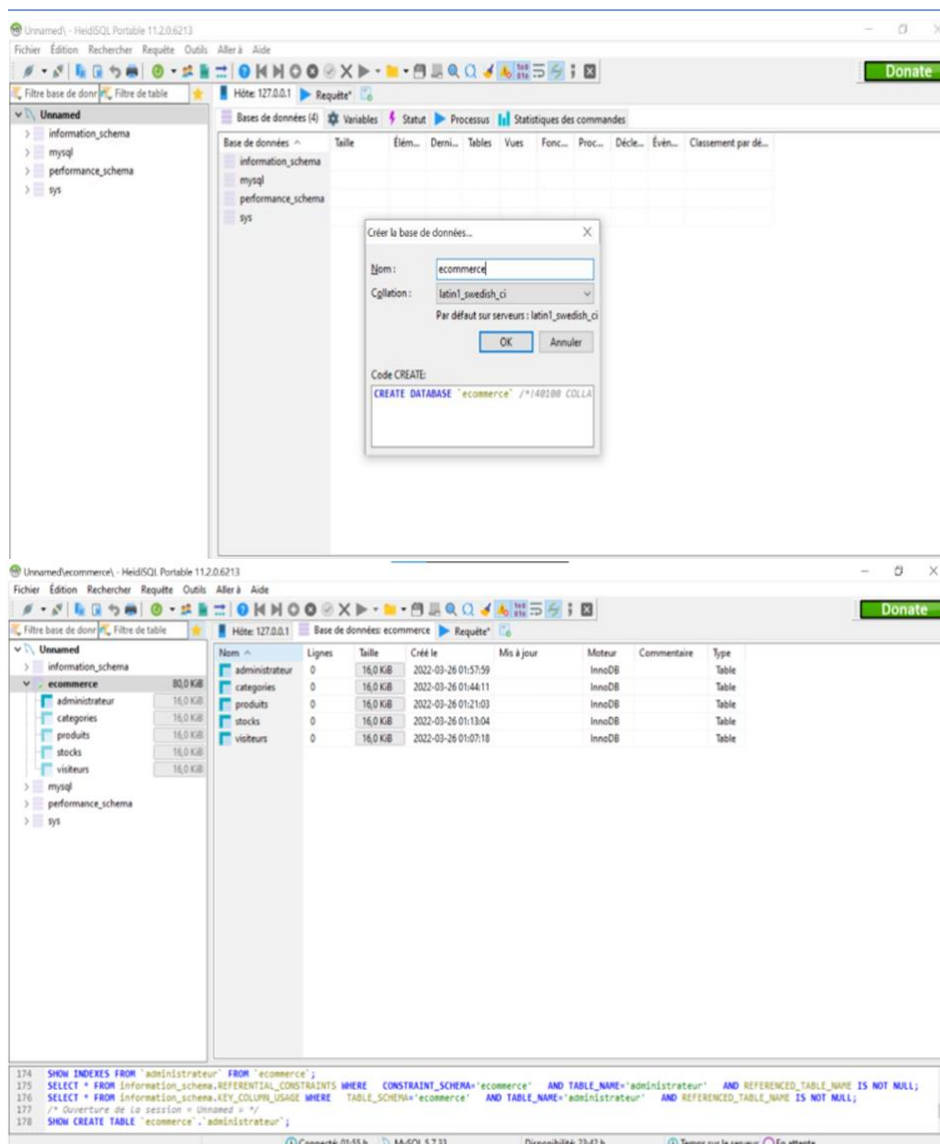 Unnamed\ - HeidiSQL Portable 11.2.0.6213
Fichier Édition Rechercher Requête Outils Aller à Aide
Donate
Filtre base de donr Filtre de table Hôte: 127.0.0.1 Requête*
Unnamed
information_schema
mysql
performance_schema
sys
Bases de données (4) Variables Statut Processus Statistiques des commandes
Base de données Taille Élém... Derni... Tables Vues Fonc... Proc... Décle... Évèn... Classement par dé...
information_schema
mysql
performance_schema
sys
Créer la base de données...
Nom : ecommerce
Collation : latin1_swedish_ci
Par défaut sur serveurs : latin1_swedish_ci
OK Annuler
Code CREATE:
CREATE DATABASE `ecommerce` /*!40100 COLLA
Unnamed\ecommerce\ - HeidiSQL Portable 11.2.0.6213
Fichier Édition Rechercher Requête Outils Aller à Aide
Donate
Filtre base de donr Filtre de table Hôte: 127.0.0.1 Base de données: ecommerce Requête*
Unnamed
information_schema
ecommerce 80,0 KiB
administrateur 16,0 KiB
categories 16,0 KiB
produits 16,0 KiB
stocks 16,0 KiB
visiteurs 16,0 KiB
mysql
performance_schema
sys
Nom Lignes Taille Créé le Mis à jour Moteur Commentaire Type
administrateur 0 16,0 KiB 2022-03-26 01:57:59 InnoDB Table
categories 0 16,0 KiB 2022-03-26 01:44:11 InnoDB Table
produits 0 16,0 KiB 2022-03-26 01:21:03 InnoDB Table
stocks 0 16,0 KiB 2022-03-26 01:13:04 InnoDB Table
visiteurs 0 16,0 KiB 2022-03-26 01:07:18 InnoDB Table
174 SHOW INDEXES FROM `administrateur` FROM `ecommerce`;
175 SELECT * FROM information_schema.REFERENTIAL_CONSTRAINTS WHERE CONSTRAINT_SCHEMA='ecommerce' AND TABLE_NAME='administrateur' AND REFERENCED_TABLE_NAME IS NOT NULL;
176 SELECT * FROM information_schema.KEY_COLUMN_USAGE WHERE TABLE_SCHEMA='ecommerce' AND TABLE_NAME='administrateur' AND REFERENCED_TABLE_NAME IS NOT NULL;
177 /* Ouverture de la session « Unnamed » */
178 SHOW CREATE TABLE `ecommerce`.`administrateur`;
Connecté: 01:55 h MySQL 5.7.33 Disponibilité: 23:42 h Temps sur le serveur En attente